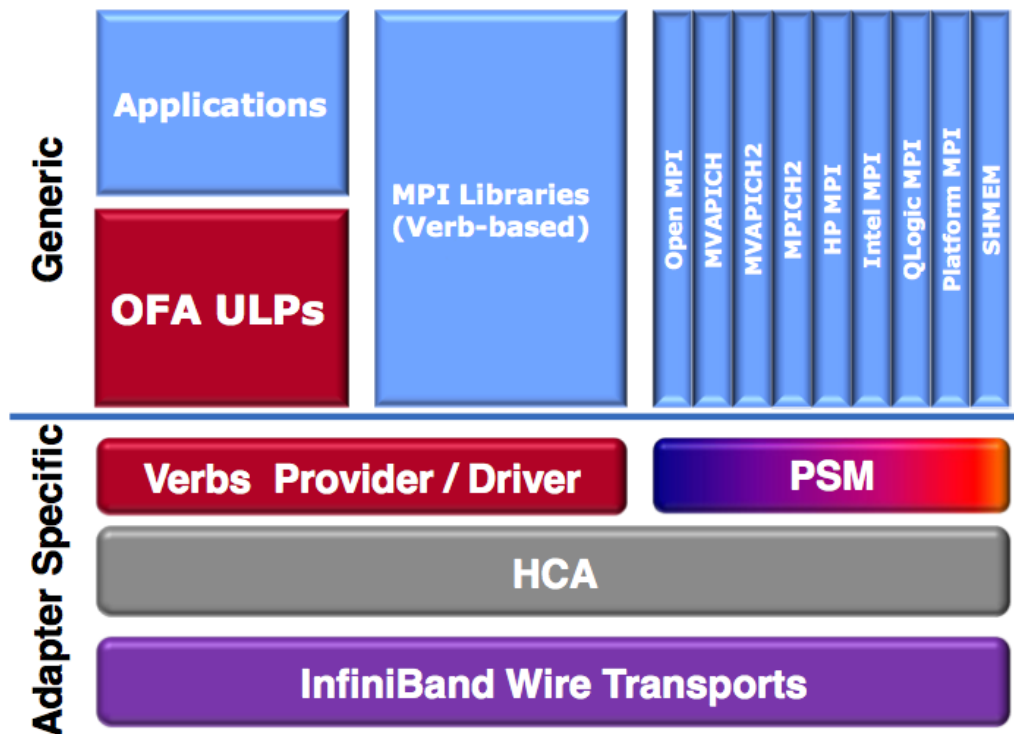 Generic
Applications
OFA ULPs
MPI Libraries
(Verb-based)
Open MPI
MVAPICH
MVAPICH2
MPICH2
HP MPI
Intel MPI
QLogic MPI
Platform MPI
SHMEM
Adapter Specific
Verbs Provider / Driver
PSM
HCA
InfiniBand Wire Transports